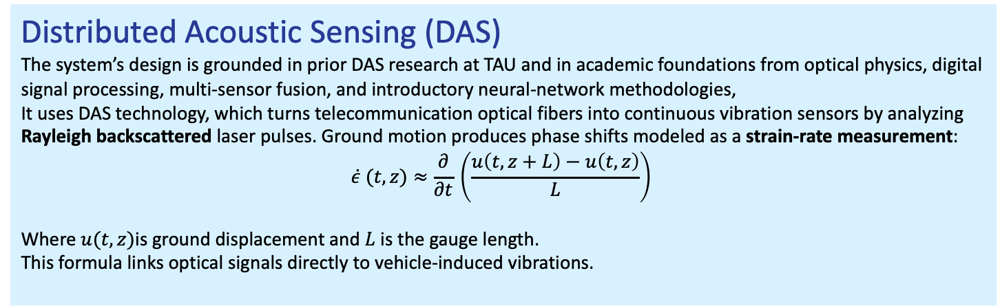 Distributed Acoustic Sensing (DAS)
The system’s design is grounded in prior DAS research at TAU and in academic foundations from optical physics, digital
signal processing, multi-sensor fusion, and introductory neural-network methodologies,
It uses DAS technology, which turns telecommunication optical fibers into continuous vibration sensors by analyzing
Rayleigh backscattered laser pulses. Ground motion produces phase shifts modeled as a strain-rate measurement:
ϵ̇ (t, z) ≈ ∂/∂t ( (u(t, z + L) − u(t, z)) / L )
Where u(t, z)is ground displacement and L is the gauge length.
This formula links optical signals directly to vehicle-induced vibrations.